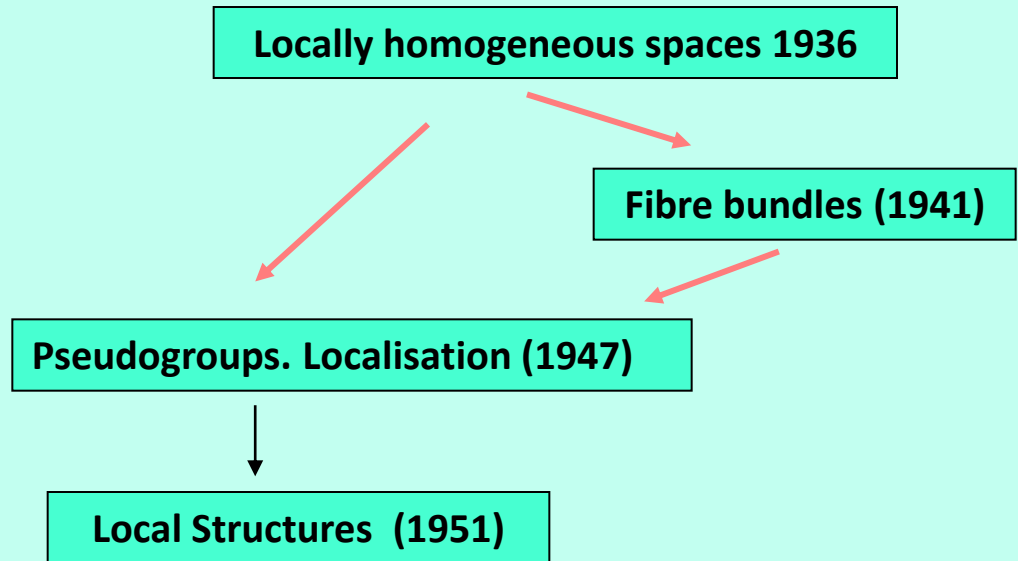 Locally homogeneous spaces 1936
Fibre bundles (1941)
Pseudogroups. Localisation (1947)
Local Structures (1951)